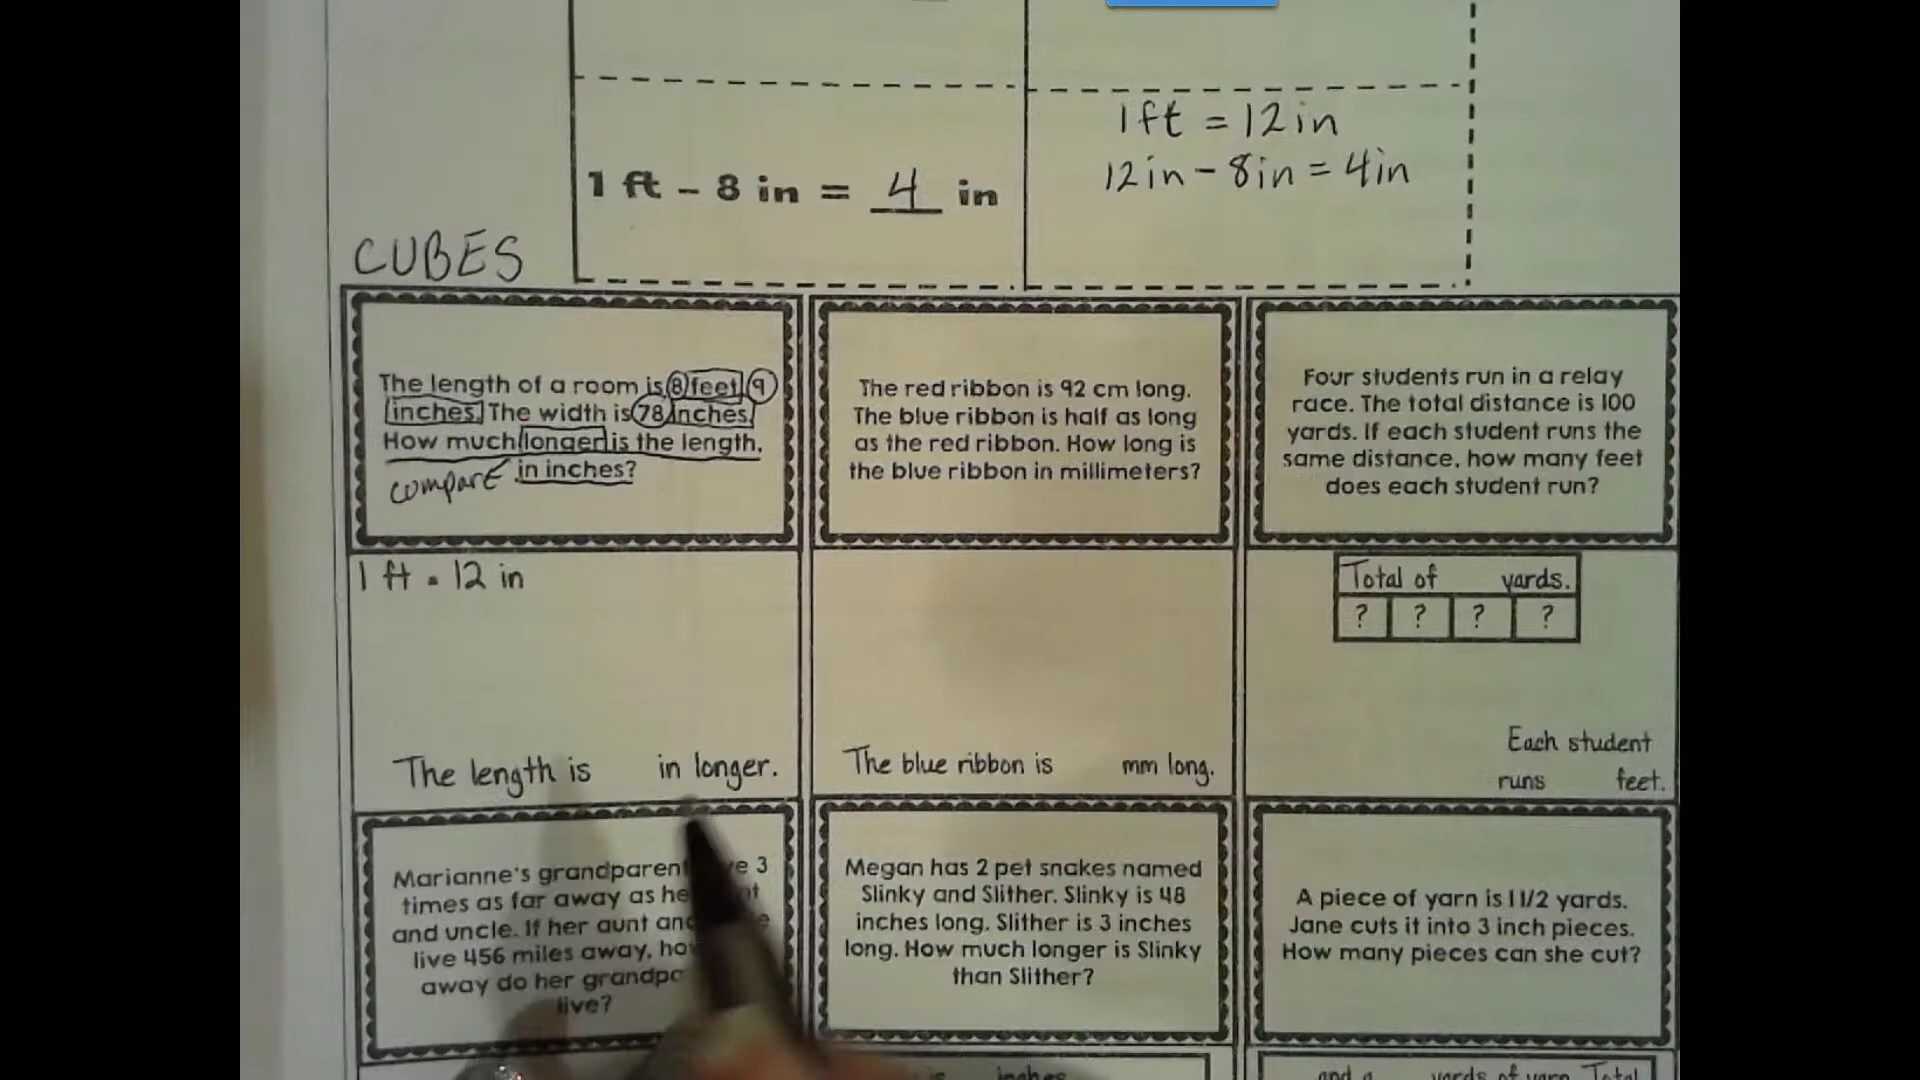 1ft = 12in
12in - 8in = 4in
1 ft – 8 in = 4 in
CUBES
The length of a room is 8 feet 9
inches. The width is 78 inches.
How much longer is the length,
compare in inches?
The red ribbon is 92 cm long.
The blue ribbon is half as long
as the red ribbon. How long is
the blue ribbon in millimeters?
Four students run in a relay
race. The total distance is 100
yards. If each student runs the
same distance, how many feet
does each student run?
1 ft = 12 in
The length is in longer.
The blue ribbon is mm long.
Total of yards.
? ? ? ?
Each student
runs feet.
Marianne's 3
times as far away as
and uncle. If her aunt
live 456 miles away,
away do her
live?
Megan has 2 pet snakes named
Slinky and Slither. Slinky is 48
inches long. Slither is 3 inches
long. How much longer is Slinky
than Slither?
A piece of yarn is 1 1/2 yards.
Jane cuts it into 3 inch pieces.
How many pieces can she cut?
is inches
and a yards of yarn. Total